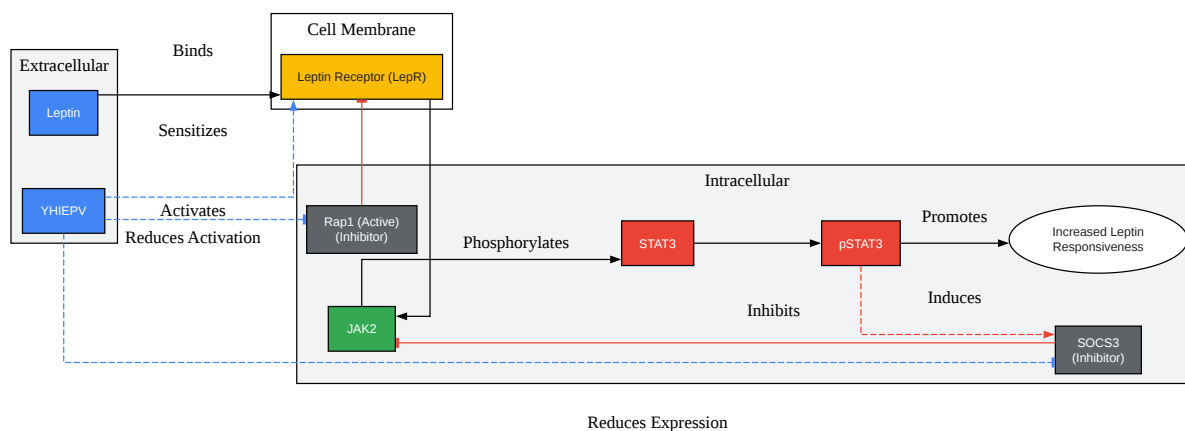 Cell Membrane
Binds
Extracellular
Leptin Receptor (LepR)
Leptin
Sensitizes
Intracellular
YHIEPV
Activates
Rap1 (Active)
(Inhibitor)
Reduces Activation
Phosphorylates
STAT3
pSTAT3
Promotes
Increased Leptin
Responsiveness
JAK2
Inhibits
Induces
SOCS3
(Inhibitor)
Reduces Expression